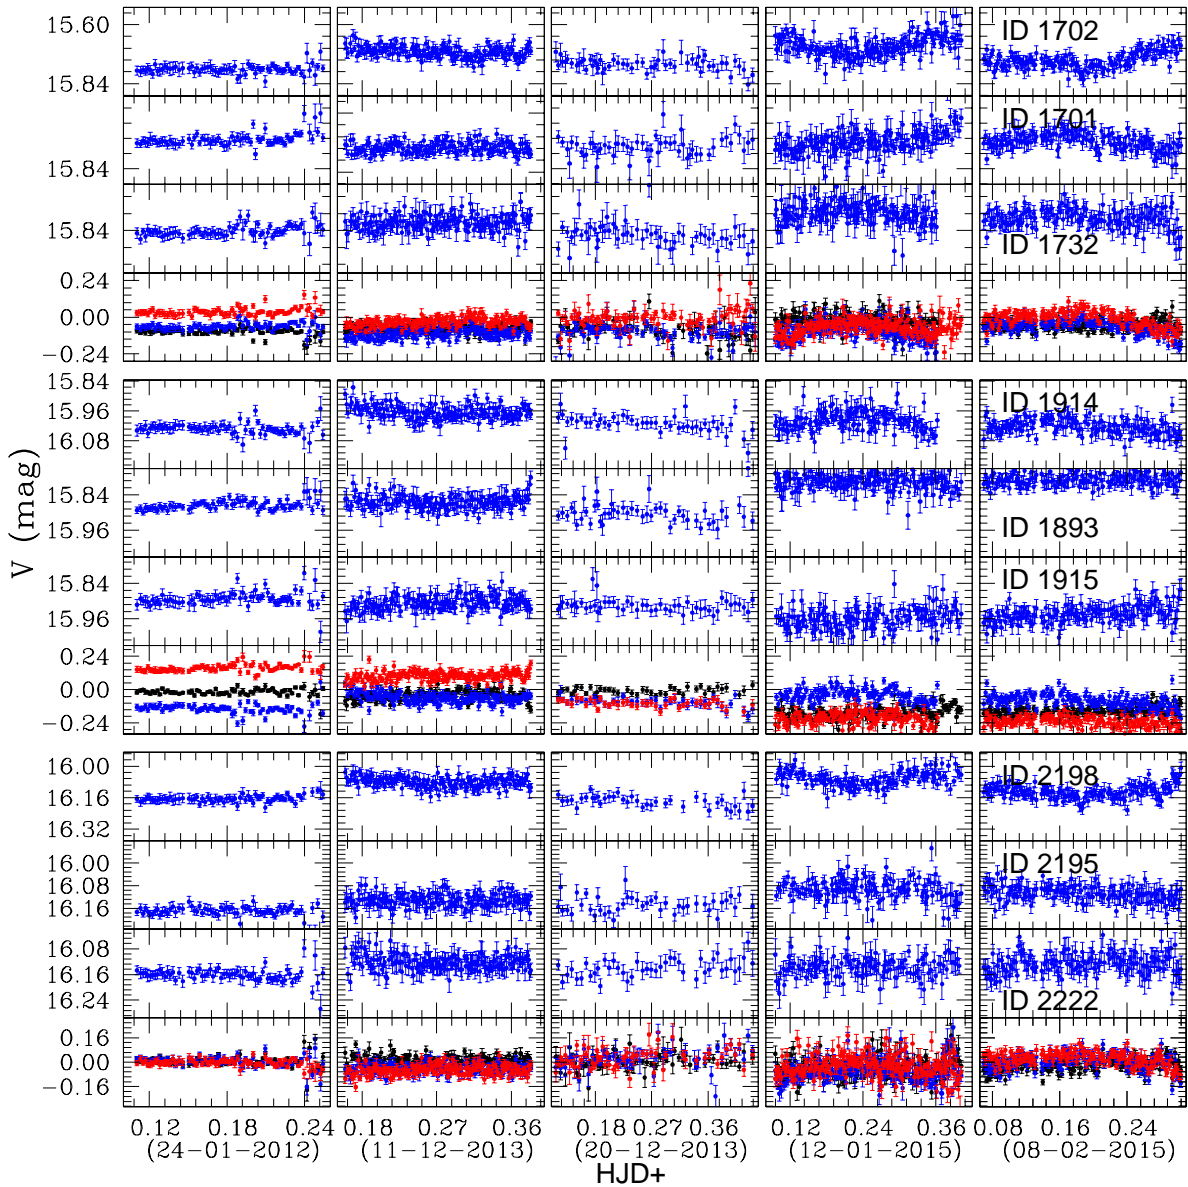 15.60
ID 1702
15.84
ID 1701
15.84
15.84
ID 1732
0.24
0.00
−0.24
15.84
15.96
ID 1914
16.08
15.84
15.96
ID 1893
15.84
ID 1915
15.96
0.24
0.00
−0.24
V (mag)
16.00
ID 2198
16.16
16.32
16.00
ID 2195
16.08
16.16
16.08
16.16
16.24
ID 2222
0.16
0.00
−0.16
0.12 0.18 0.24 0.18 0.27 0.36 0.18 0.27 0.36 0.12 0.24 0.36 0.08 0.16 0.24
(24-01-2012) (11-12-2013) (20-12-2013) (12-01-2015) (08-02-2015)
HJD+